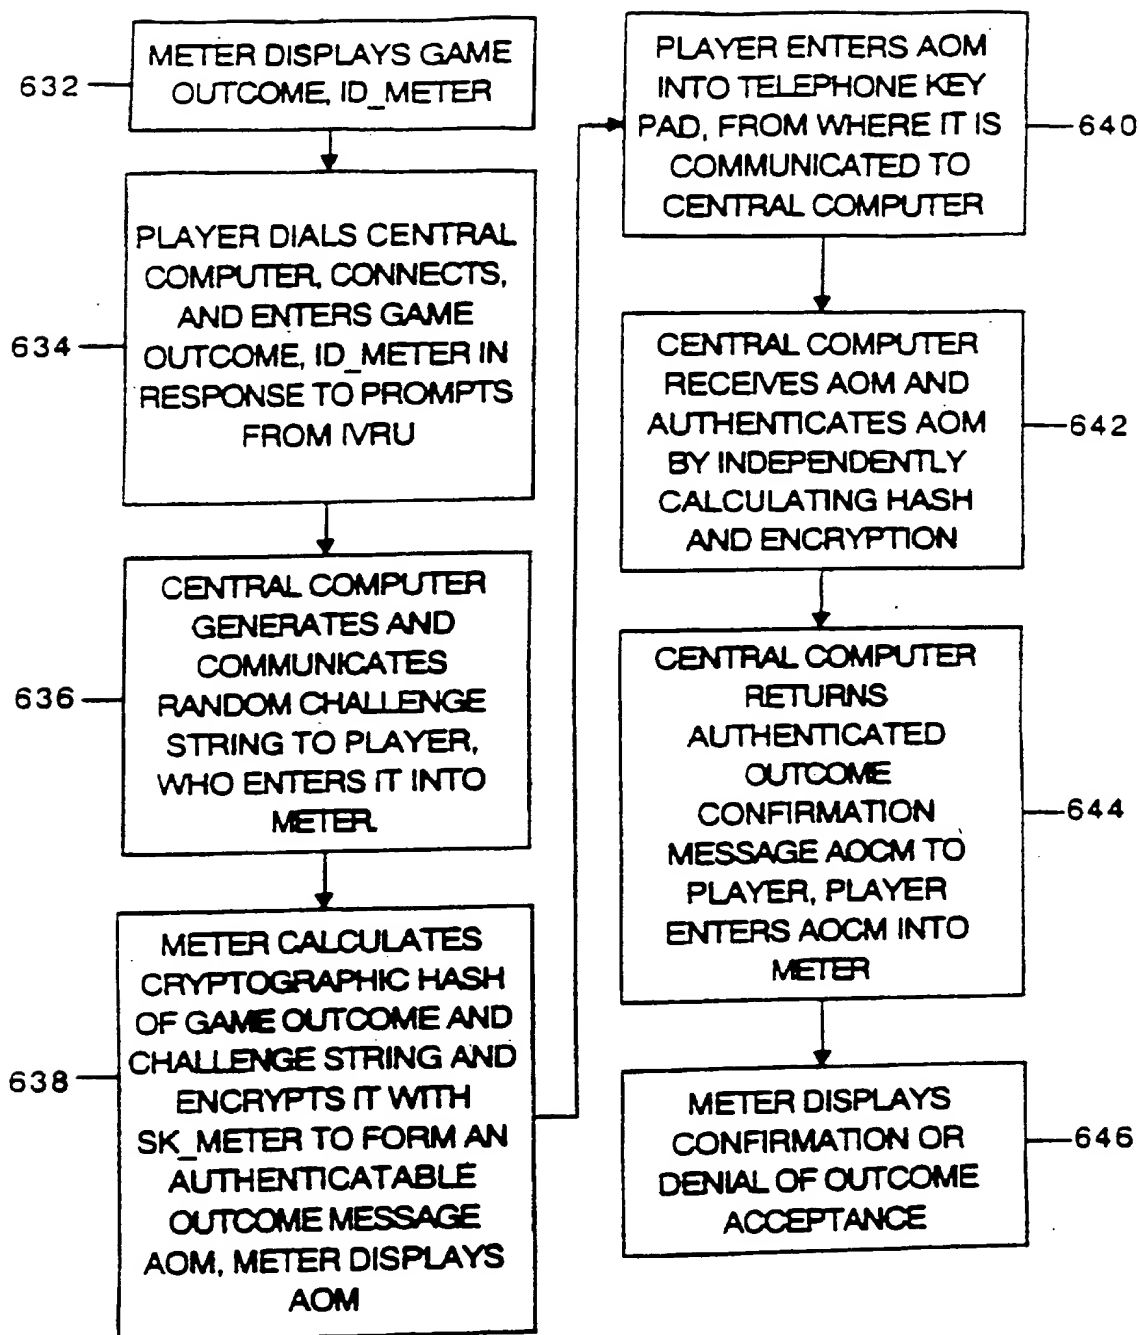 632
METER DISPLAYS GAME
OUTCOME, ID_METER
634
PLAYER DIALS CENTRAL
COMPUTER, CONNECTS,
AND ENTERS GAME
OUTCOME, ID_METER IN
RESPONSE TO PROMPTS
FROM IVRU
636
CENTRAL COMPUTER
GENERATES AND
COMMUNICATES
RANDOM CHALLENGE
STRING TO PLAYER,
WHO ENTERS IT INTO
METER.
638
METER CALCULATES
CRYPTOGRAPHIC HASH
OF GAME OUTCOME AND
CHALLENGE STRING AND
ENCRYPTS IT WITH
SK_METER TO FORM AN
AUTHENTICATABLE
OUTCOME MESSAGE
AOM, METER DISPLAYS
AOM
PLAYER ENTERS AOM
INTO TELEPHONE KEY
PAD, FROM WHERE IT IS
COMMUNICATED TO
CENTRAL COMPUTER
640
CENTRAL COMPUTER
RECEIVES AOM AND
AUTHENTICATES AOM
BY INDEPENDENTLY
CALCULATING HASH
AND ENCRYPTION
642
CENTRAL COMPUTER
RETURNS
AUTHENTICATED
OUTCOME
CONFIRMATION
MESSAGE AOCM TO
PLAYER, PLAYER
ENTERS AOCM INTO
METER
644
METER DISPLAYS
CONFIRMATION OR
DENIAL OF OUTCOME
ACCEPTANCE
646